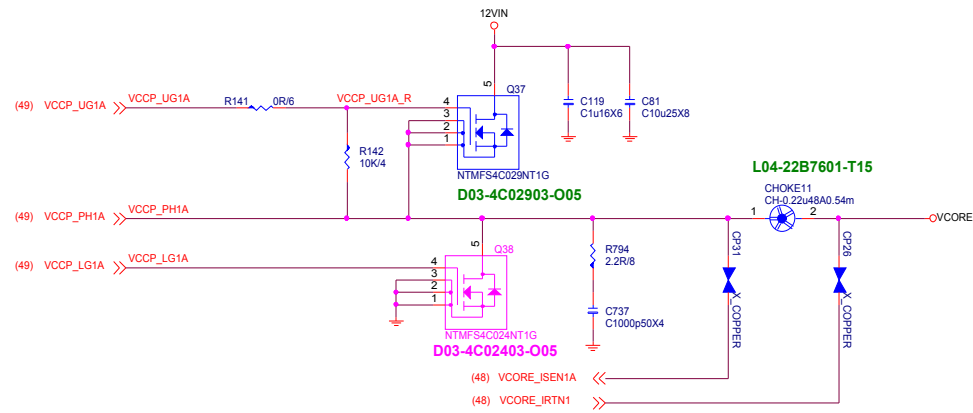 12VIN
(49) VCCP_UG1A
VCCP_UG1A
R141
0R/6
VCCP_UG1A_R
4
3
2
1
5
Q37
NTMFS4C029NT1G
D03-4C02903-O05
C119
C1u16X6
C81
C10u25X8
R142
10K/4
L04-22B7601-T15
CHOKE11
CH-0.22u48A0.54m
1
2
VCORE
(49) VCCP_PH1A
VCCP_PH1A
(49) VCCP_LG1A
VCCP_LG1A
4
3
2
1
5
Q38
NTMFS4C024NT1G
D03-4C02403-O05
R794
2.2R/8
C737
C1000p50X4
CP31
X_COPPER
CP26
X_COPPER
(48) VCORE_ISEN1A
(48) VCORE_IRTN1